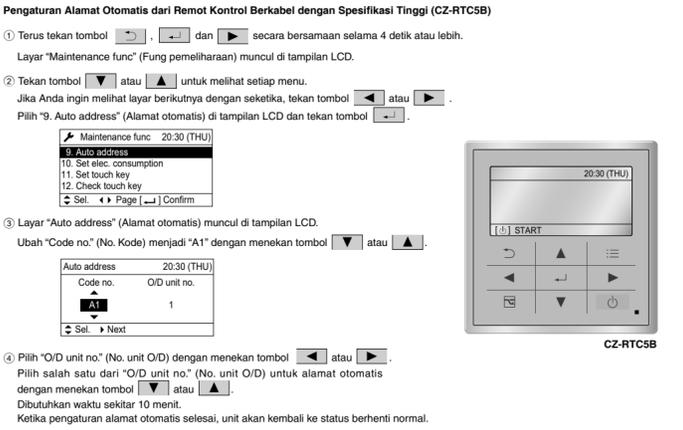 Pengaturan Alamat Otomatis dari Remot Kontrol Berkabel dengan Spesifikasi Tinggi (CZ-RTC5B)
① Terus tekan tombol , dan secara bersamaan selama 4 detik atau lebih.
Layar “Maintenance func” (Fung pemeliharaan) muncul di tampilan LCD.
② Tekan tombol ▼ atau ▲ untuk melihat setiap menu.
Jika Anda ingin melihat layar berikutnya dengan seketika, tekan tombol ◀ atau ▶ .
Pilih “9. Auto address” (Alamat otomatis) di tampilan LCD dan tekan tombol .
Maintenance func 20:30 (THU)
9. Auto address
10. Set elec. consumption
11. Set touch key
12. Check touch key
Sel. Page [ ] Confirm
20:30 (THU)
[ ] START
CZ-RTC5B
③ Layar “Auto address” (Alamat otomatis) muncul di tampilan LCD.
Ubah “Code no.” (No. Kode) menjadi “A1” dengan menekan tombol ▼ atau ▲ .
Auto address 20:30 (THU)
Code no. O/D unit no.
A1 1
Sel. Next
④ Pilih “O/D unit no.” (No. unit O/D) dengan menekan tombol ◀ atau ▶ .
Pilih salah satu dari “O/D unit no.” (No. unit O/D) untuk alamat otomatis
dengan menekan tombol ▼ atau ▲ .
Dibutuhkan waktu sekitar 10 menit.
Ketika pengaturan alamat otomatis selesai, unit akan kembali ke status berhenti normal.